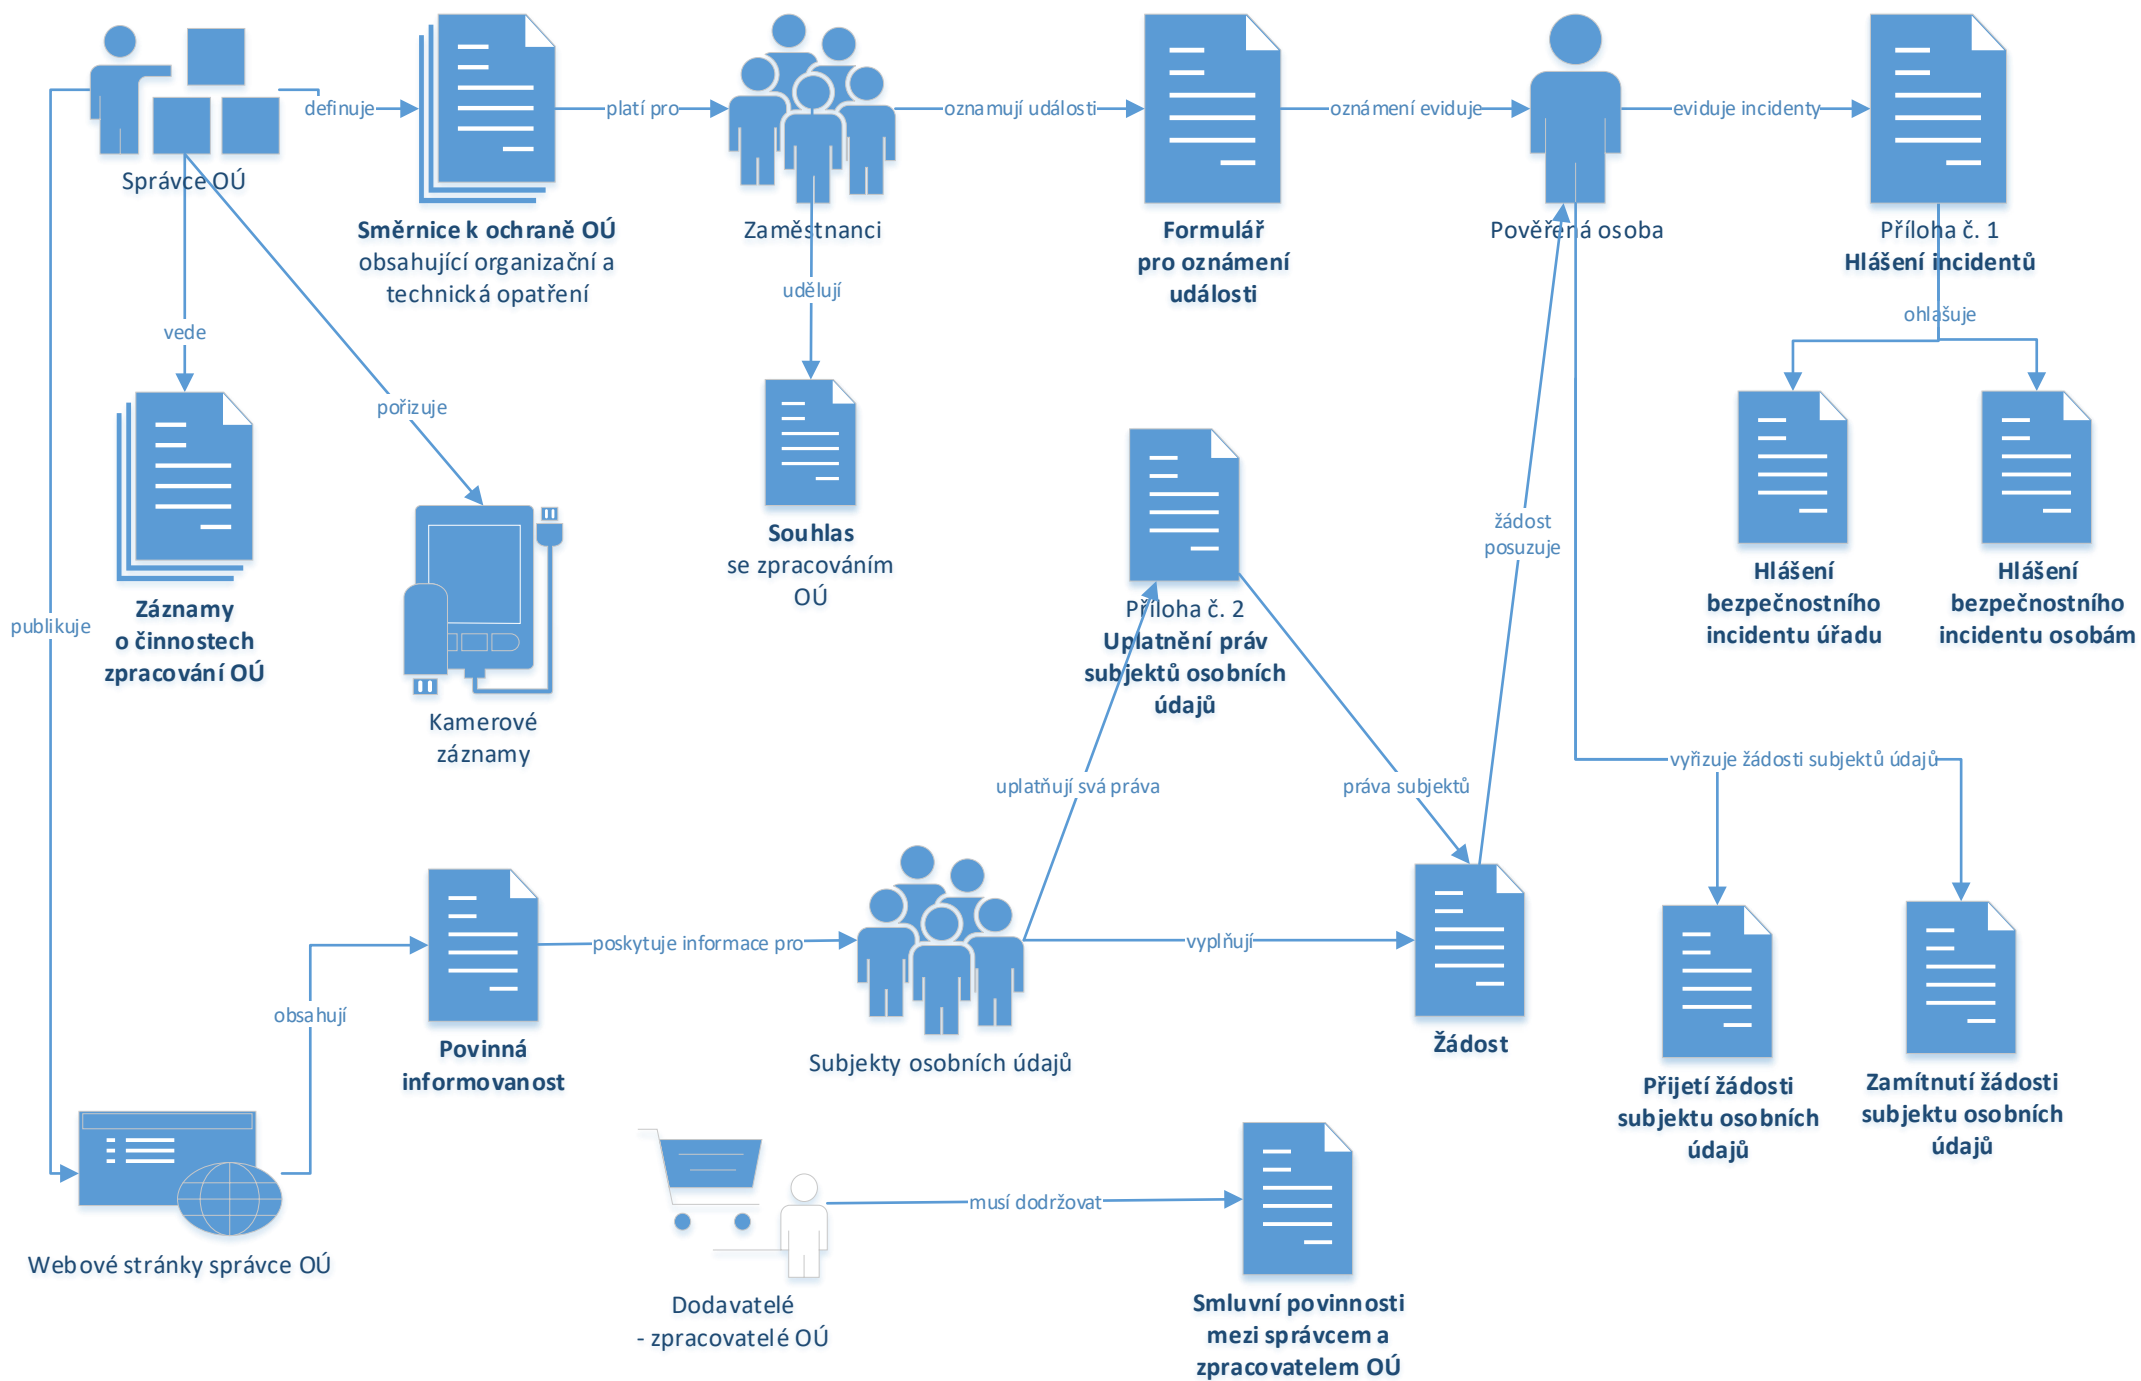 definuje
platí pro
oznamují události
oznámení eviduje
eviduje incidenty
Správce OÚ
Směrnice k ochraně OÚ
obsahující organizační a
technická opatření
Zaměstnanci
Formulář
pro oznámení
události
Pověřená osoba
Příloha č. 1
Hlášení incidentů
udělují
ohlašuje
vede
pořizuje
žádost
posuzuje
Souhlas
se zpracováním
OÚ
Hlášení
bezpečnostního
incidentu úřadu
Hlášení
bezpečnostního
incidentu osobám
publikuje
Záznamy
o činnostech
zpracování OÚ
Příloha č. 2
Uplatnění práv
subjektů osobních
údajů
Kamerové
záznamy
uplatňují svá práva
práva subjektů
vyřizuje žádosti subjektů údajů
poskytuje informace pro
vyplňují
obsahují
Povinná
informovanost
Subjekty osobních údajů
Žádost
Přijetí žádosti
subjektu osobních
údajů
Zamítnutí žádosti
subjektu osobních
údajů
musí dodržovat
Webové stránky správce OÚ
Dodavatelé
- zpracovatelé OÚ
Smluvní povinnosti
mezi správcem a
zpracovatelem OÚ